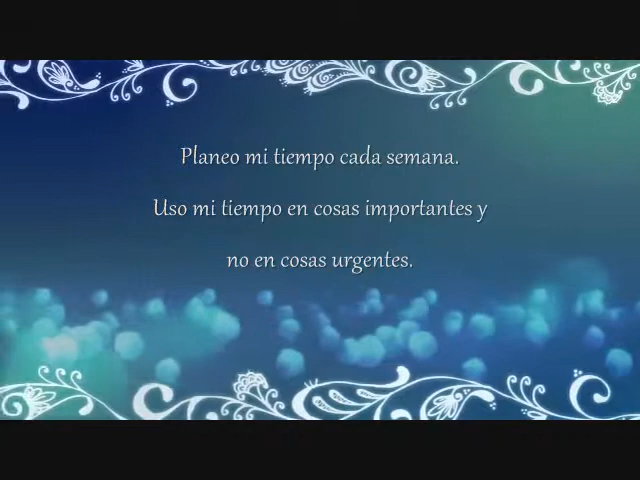 Planeo mi tiempo cada semana.
Uso mi tiempo en cosas importantes y
no en cosas urgentes.